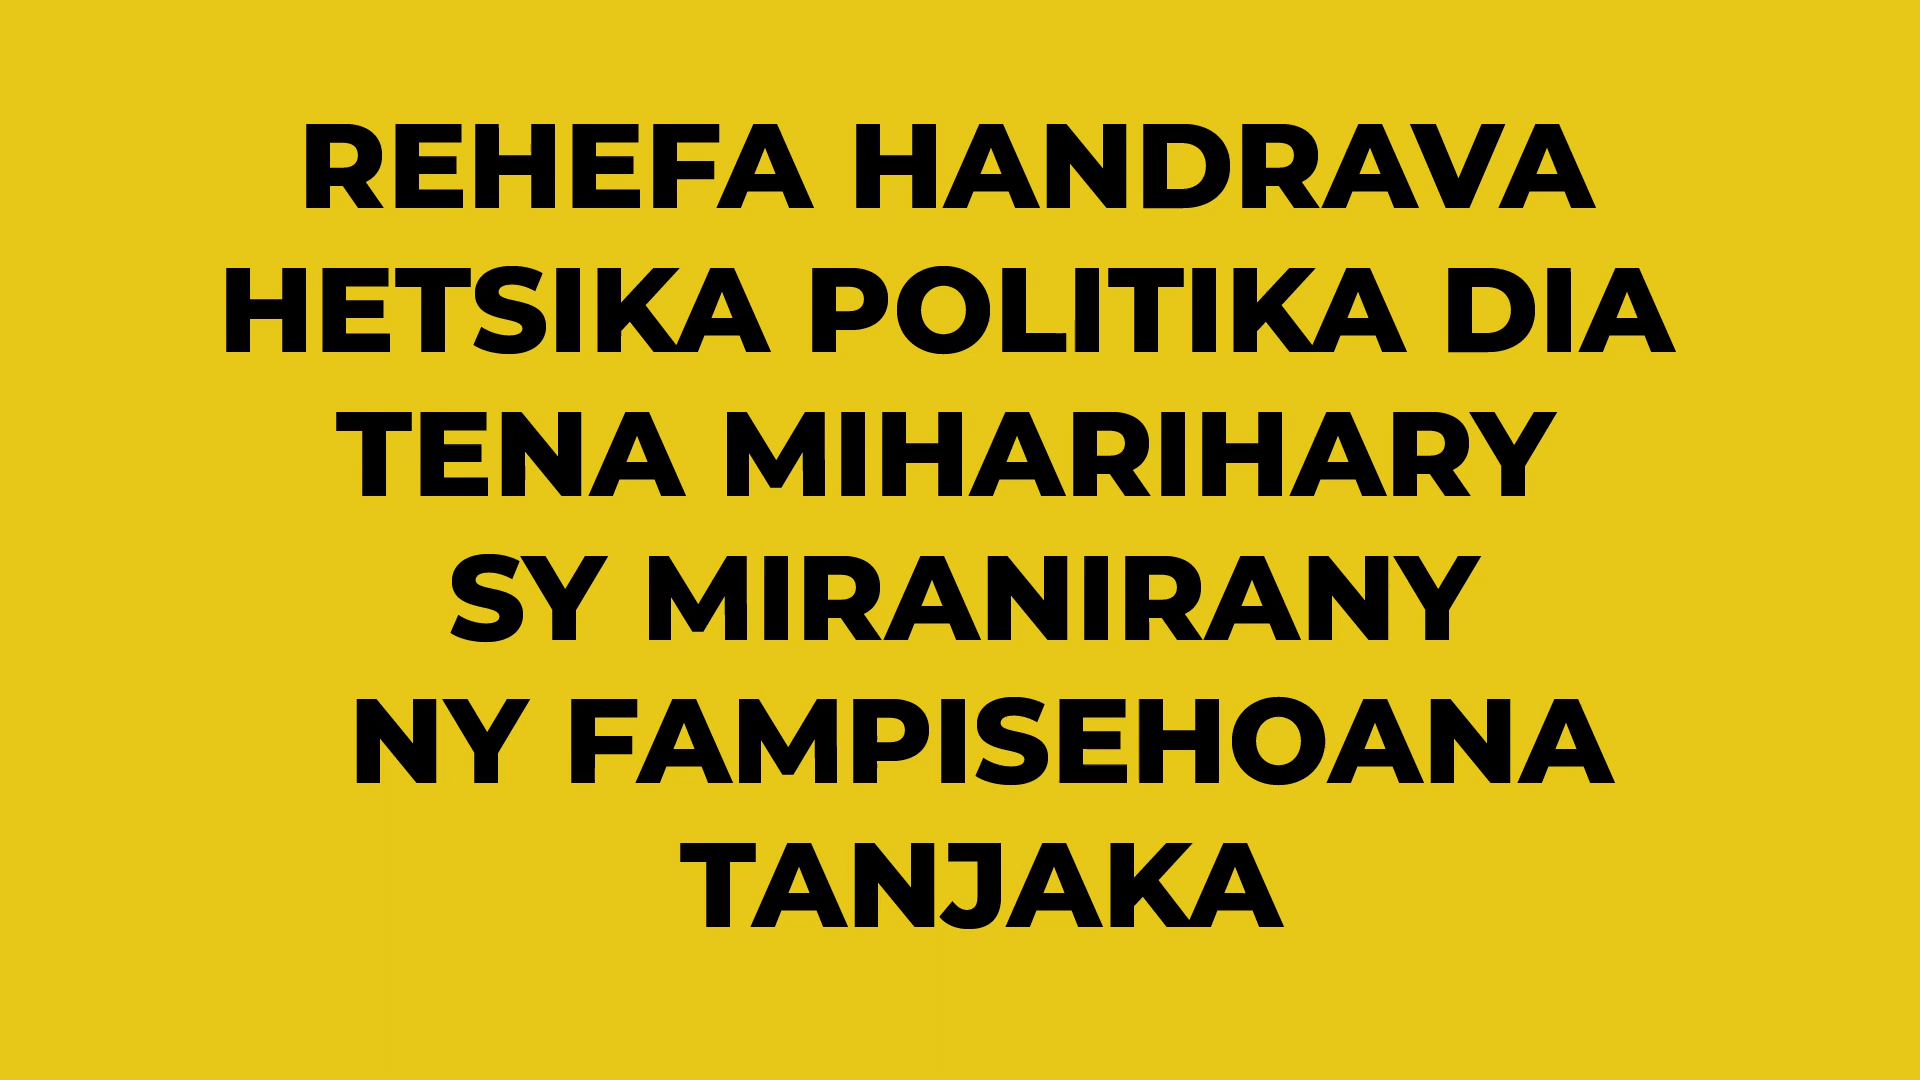 REHEFA HANDRAVA
HETSIKA POLITIKA DIA
TENA MIHARIHARY
SY MIRANIRANY
NY FAMPISEHOANA
TANJAKA